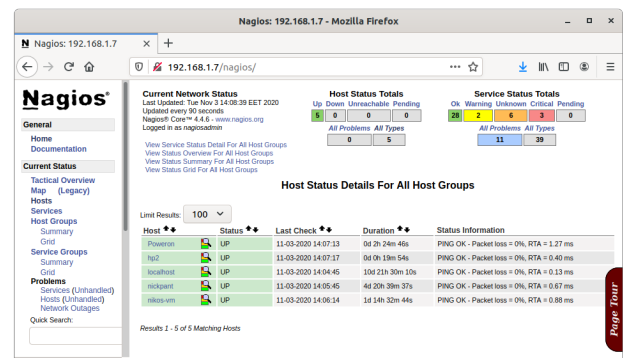 Nagios: 192.168.1.7 - Mozilla Firefox
N Nagios: 192.168.1.7
192.168.1.7/nagios/
Nagios®
General
Home
Documentation
Current Status
Tactical Overview
Map (Legacy)
Hosts
Services
Host Groups
Summary
Grid
Service Groups
Summary
Grid
Problems
Services (Unhandled)
Hosts (Unhandled)
Network Outages
Quick Search:
Current Network Status
Last Updated: Tue Nov 3 14:08:39 EET 2020
Updated every 90 seconds
Nagios® Core™ 4.4.6 - www.nagios.org
Logged in as nagiosadmin
View Service Status Detail For All Host Groups
View Status Overview For All Host Groups
View Status Summary For All Host Groups
View Status Grid For All Host Groups
Host Status Totals
Up Down Unreachable Pending
5 0 0 0
All Problems All Types
0 5
Service Status Totals
Ok Warning Unknown Critical Pending
28 2 6 3 0
All Problems All Types
11 39
Host Status Details For All Host Groups
Limit Results: 100
Host Status Last Check Duration Status Information
Poweron UP 11-03-2020 14:07:13 0d 2h 24m 46s PING OK - Packet loss = 0%, RTA = 1.27 ms
hp2 UP 11-03-2020 14:07:17 0d 0h 19m 54s PING OK - Packet loss = 0%, RTA = 0.40 ms
localhost UP 11-03-2020 14:04:45 10d 21h 30m 10s PING OK - Packet loss = 0%, RTA = 0.13 ms
nickpant UP 11-03-2020 14:05:45 4d 20h 39m 37s PING OK - Packet loss = 0%, RTA = 0.67 ms
nikos-vm UP 11-03-2020 14:06:14 1d 14h 32m 44s PING OK - Packet loss = 0%, RTA = 0.88 ms
Results 1 - 5 of 5 Matching Hosts
Page Tour